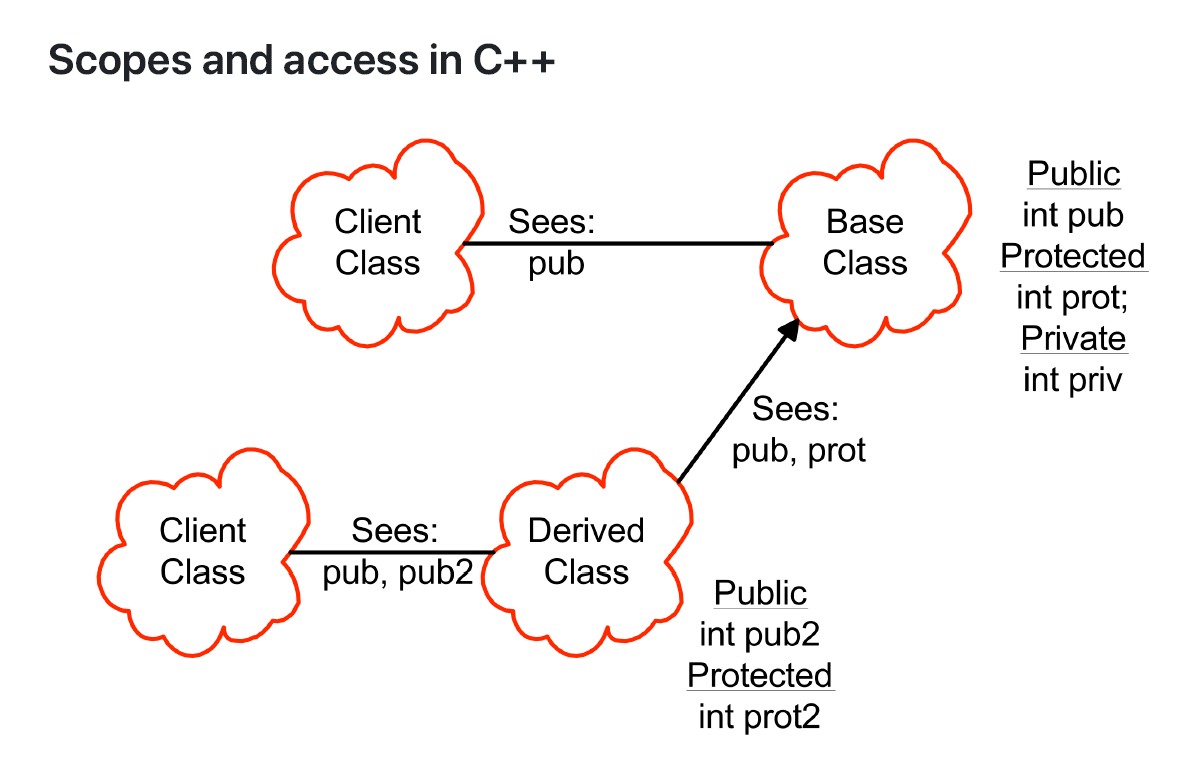 Scopes and access in C++
Client
Class
Sees:
pub
Base
Class
Public
int pub
Protected
int prot;
Private
int priv
Sees:
pub, prot
Client
Class
Sees:
pub, pub2
Derived
Class
Public
int pub2
Protected
int prot2